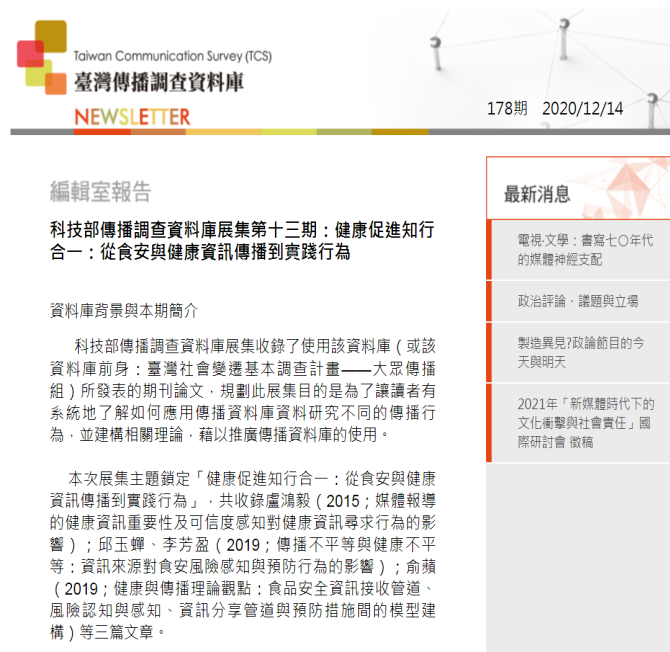 Taiwan Communication Survey (TCS)
臺灣傳播調查資料庫
NEWSLETTER
178期 2020/12/14
編輯室報告
科技部傳播調查資料庫展集第十三期：健康促進知行
合一：從食安與健康資訊傳播到實踐行為
資料庫背景與本期簡介
科技部傳播調查資料庫展集收錄了使用該資料庫（或該
資料庫前身：臺灣社會變遷基本調查計畫——大眾傳播
組）所發表的期刊論文，規劃此展集目的是為了讓讀者有
系統地了解如何應用傳播資料庫資料研究不同的傳播行
為，並建構相關理論，藉以推廣傳播資料庫的使用。
本次展集主題鎖定「健康促進知行合一：從食安與健康
資訊傳播到實踐行為」，共收錄盧鴻毅（2015；媒體報導
的健康資訊重要性及可信度感知對健康資訊尋求行為的影
響）；邱玉蟬、李芳盈（2019；傳播不平等與健康不平
等：資訊來源對食安風險感知與預防行為的影響）；俞蘋
（2019；健康與傳播理論觀點：食品安全資訊接收管道、
風險認知與感知、資訊分享管道與預防措施間的模型建
構）等三篇文章。
最新消息
電視·文學：書寫七〇年代
的媒體神經支配
政治評論、議題與立場
製造異見?政論節目的今
天與明天
2021年「新媒體時代下的
文化衝擊與社會責任」國
際研討會 徵稿